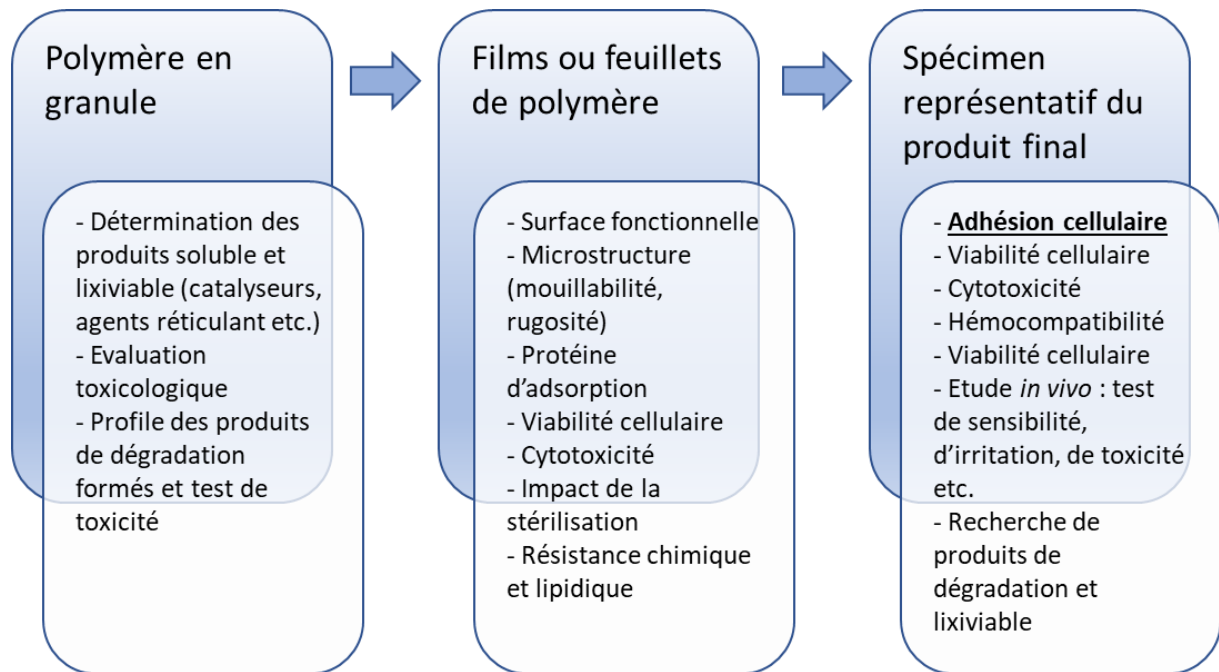 Polymère en
granule
- Détermination des
produits soluble et
lixiviable (catalyseurs,
agents réticulant etc.)
- Evaluation
toxicologique
- Profile des produits
de dégradation
formés et test de
toxicité
Films ou feuillets
de polymère
- Surface fonctionnelle
- Microstructure
(mouillabilité,
rugosité)
- Protéine
d’adsorption
- Viabilité cellulaire
- Cytotoxicité
- Impact de la
stérilisation
- Résistance chimique
et lipidique
Spécimen
représentatif du
produit final
- Adhésion cellulaire
- Viabilité cellulaire
- Cytotoxicité
- Hémocompatibilité
- Viabilité cellulaire
- Etude in vivo : test
de sensibilité,
d’irritation, de toxicité
etc.
- Recherche de
produits de
dégradation et
lixiviable